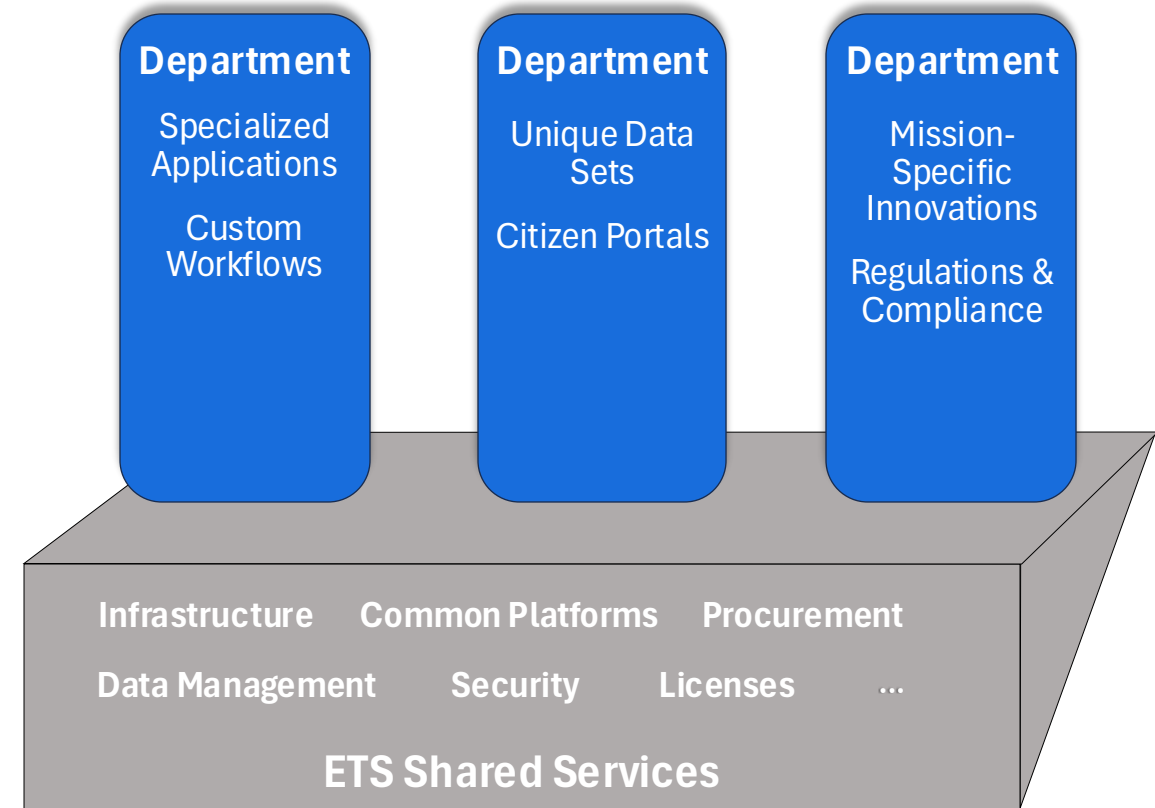 Department
Specialized
Applications
Custom
Workflows
Department
Unique Data
Sets
Citizen Portals
Department
Mission-
Specific
Innovations
Regulations &
Compliance
Infrastructure Common Platforms Procurement
Data Management Security Licenses ...
ETS Shared Services